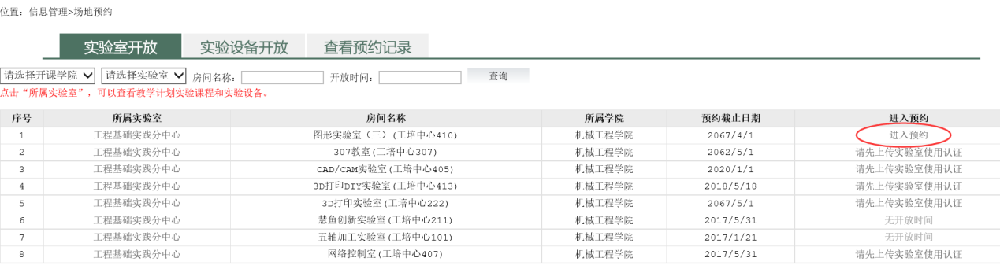 位置：信息管理>场地预约
实验室开放 实验设备开放 查看预约记录
请选择开课学院 请选择实验室 房间名称： 开放时间： 查询
点击“所属实验室”，可以查看教学计划实验课程和实验设备。
序号 所属实验室 房间名称 所属学院 预约截止日期 进入预约
1 工程基础实践分中心 图形实验室（三）(工培中心410) 机械工程学院 2067/4/1 进入预约
2 工程基础实践分中心 307教室(工培中心307) 机械工程学院 2062/5/1 请先上传实验室使用认证
3 工程基础实践分中心 CAD/CAM实验室(工培中心405) 机械工程学院 2020/1/1 请先上传实验室使用认证
4 工程基础实践分中心 3D打印DIY实验室(工培中心413) 机械工程学院 2018/5/18 请先上传实验室使用认证
5 工程基础实践分中心 3D打印实验室(工培中心222) 机械工程学院 2067/5/1 请先上传实验室使用认证
6 工程基础实践分中心 慧鱼创新实验室(工培中心211) 机械工程学院 2017/5/31 无开放时间
7 工程基础实践分中心 五轴加工实验室(工培中心101) 机械工程学院 2017/1/21 无开放时间
8 工程基础实践分中心 网络控制室(工培中心407) 机械工程学院 2017/5/31 请先上传实验室使用认证